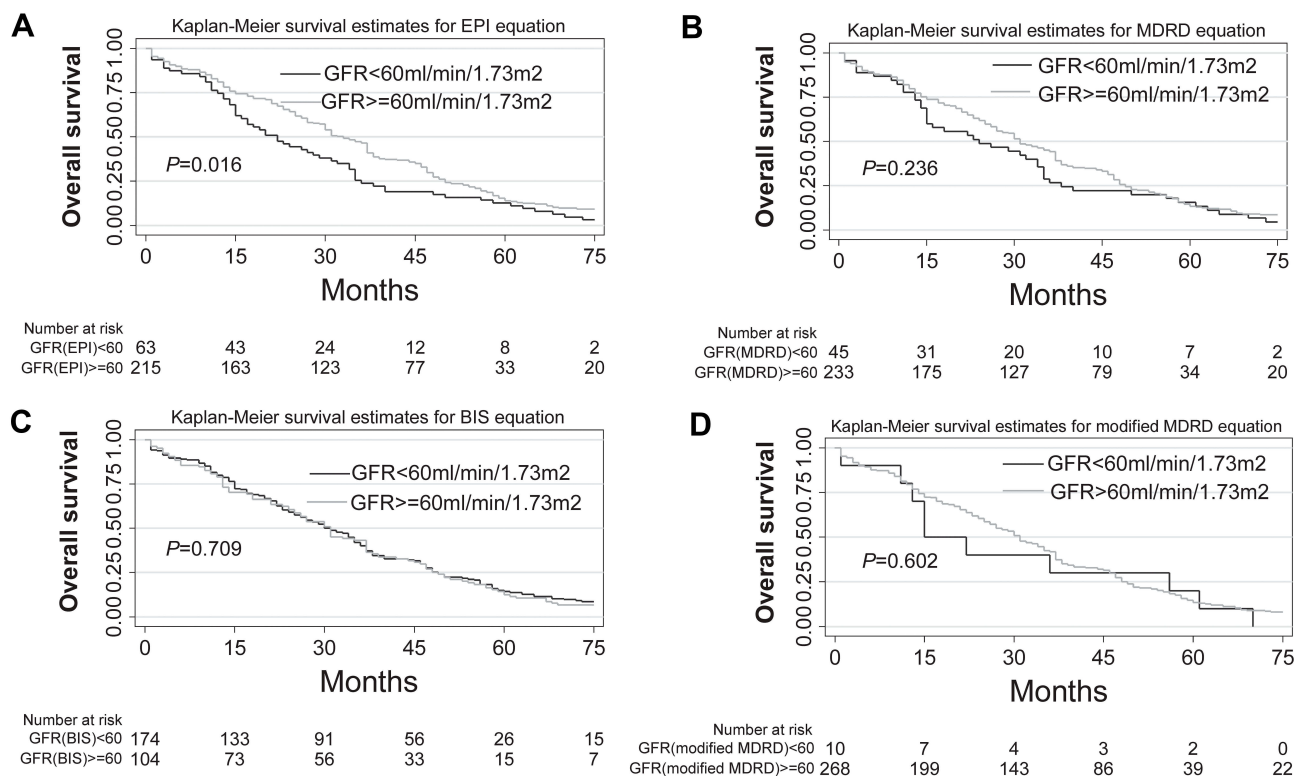 A
Kaplan-Meier survival estimates for EPI equation
Overall survival
0.00 0.25 0.50 0.75 1.00
GFR<60ml/min/1.73m2
GFR>=60ml/min/1.73m2
P=0.016
0 15 30 45 60 75
Months
Number at risk
GFR(EPI)<60 63 43 24 12 8 2
GFR(EPI)>=60 215 163 123 77 33 20
B
Kaplan-Meier survival estimates for MDRD equation
Overall survival
0.00 0.25 0.50 0.75 1.00
GFR<60ml/min/1.73m2
GFR>=60ml/min/1.73m2
P=0.236
0 15 30 45 60 75
Months
Number at risk
GFR(MDRD)<60 45 31 20 10 7 2
GFR(MDRD)>=60 233 175 127 79 34 20
C
Kaplan-Meier survival estimates for BIS equation
Overall survival
0.00 0.25 0.50 0.75 1.00
GFR<60ml/min/1.73m2
GFR>=60ml/min/1.73m2
P=0.709
0 15 30 45 60 75
Months
Number at risk
GFR(BIS)<60 174 133 91 56 26 15
GFR(BIS)>=60 104 73 56 33 15 7
D
Kaplan-Meier survival estimates for modified MDRD equation
Overall survival
0.00 0.25 0.50 0.75 1.00
GFR<60ml/min/1.73m2
GFR>60ml/min/1.73m2
P=0.602
0 15 30 45 60 75
Months
Number at risk
GFR(modified MDRD)<60 10 7 4 3 2 0
GFR(modified MDRD)>=60 268 199 143 86 39 22